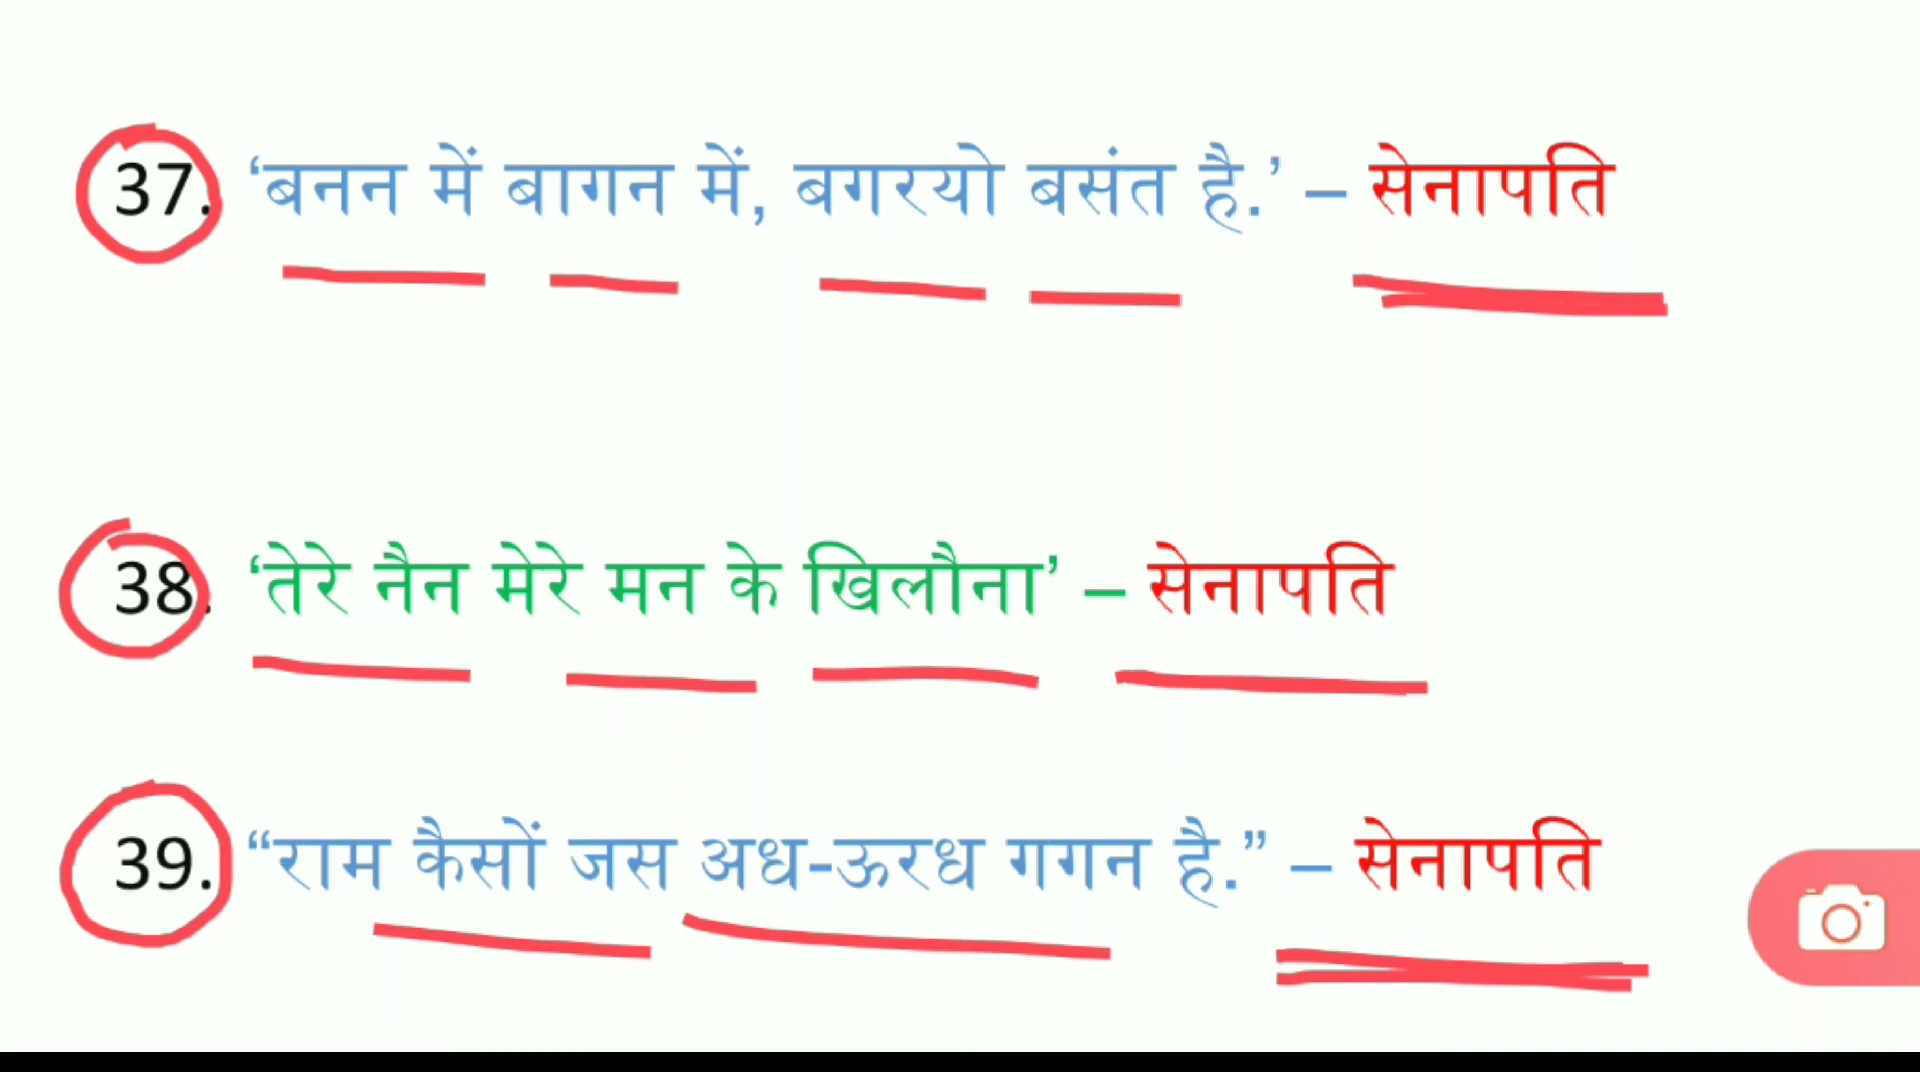 37. ‘बनन में बागन में, बगरयो बसंत है.’ – सेनापति
38. ‘तेरे नैन मेरे मन के खिलौना’ – सेनापति
39. “राम कैसों जस अध-ऊरध गगन है.” – सेनापति